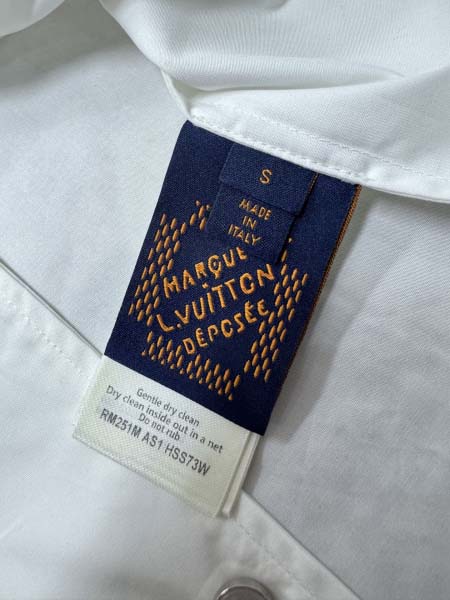 S
MADE
IN
ITALY
MARQUE
L.VUITTON
DÉPOSÉE
Gentle dry clean
Dry clean inside out in a net
Do not rub
RM251M AS1 HSS73W